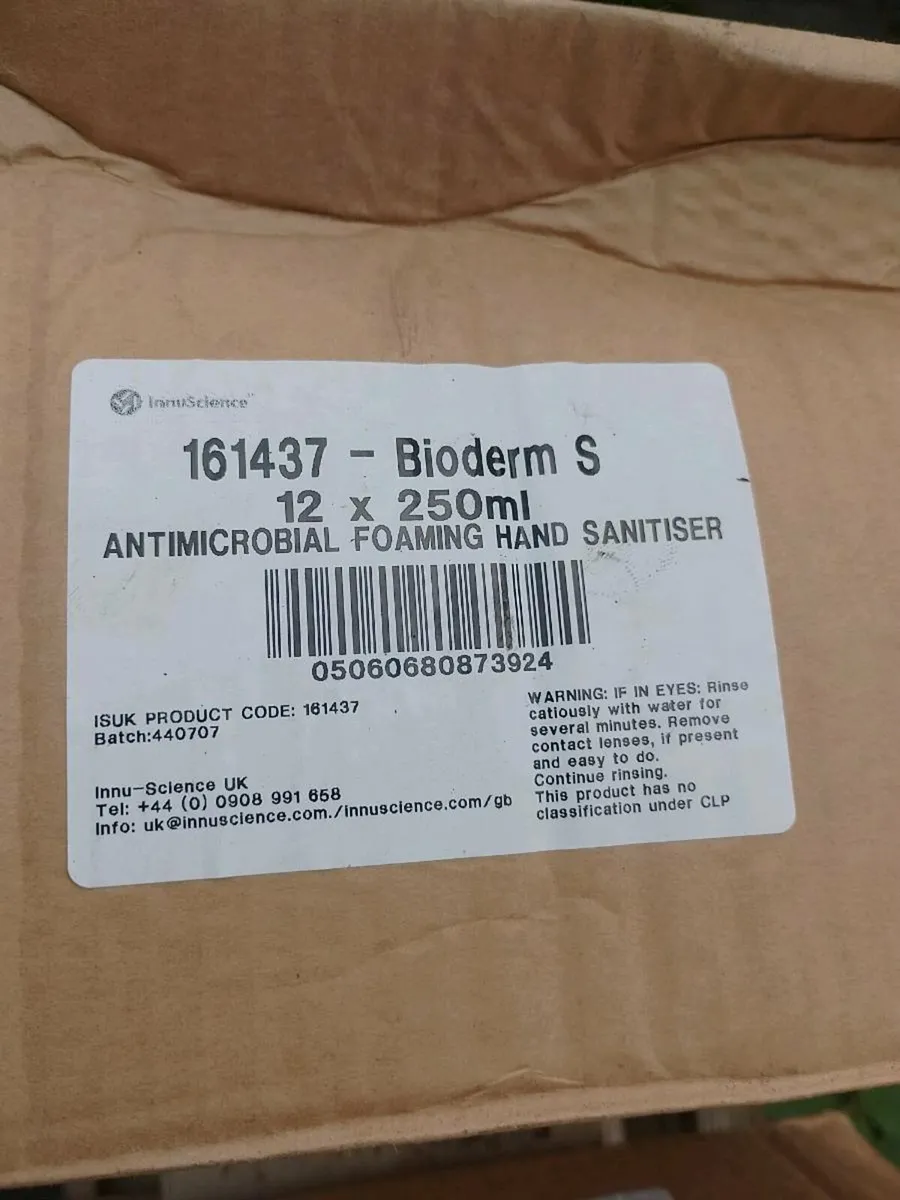 InnuScience™
161437 - Bioderm S
12 x 250ml
ANTIMICROBIAL FOAMING HAND SANITISER
05060680873924
ISUK PRODUCT CODE: 161437
Batch:440707
Innu-Science UK
Tel: +44 (0) 0908 991 658
Info: uk@innuscience.com./innuscience.com/gb
WARNING: IF IN EYES: Rinse
catiously with water for
several minutes. Remove
contact lenses, if present
and easy to do.
Continue rinsing.
This product has no
classification under CLP